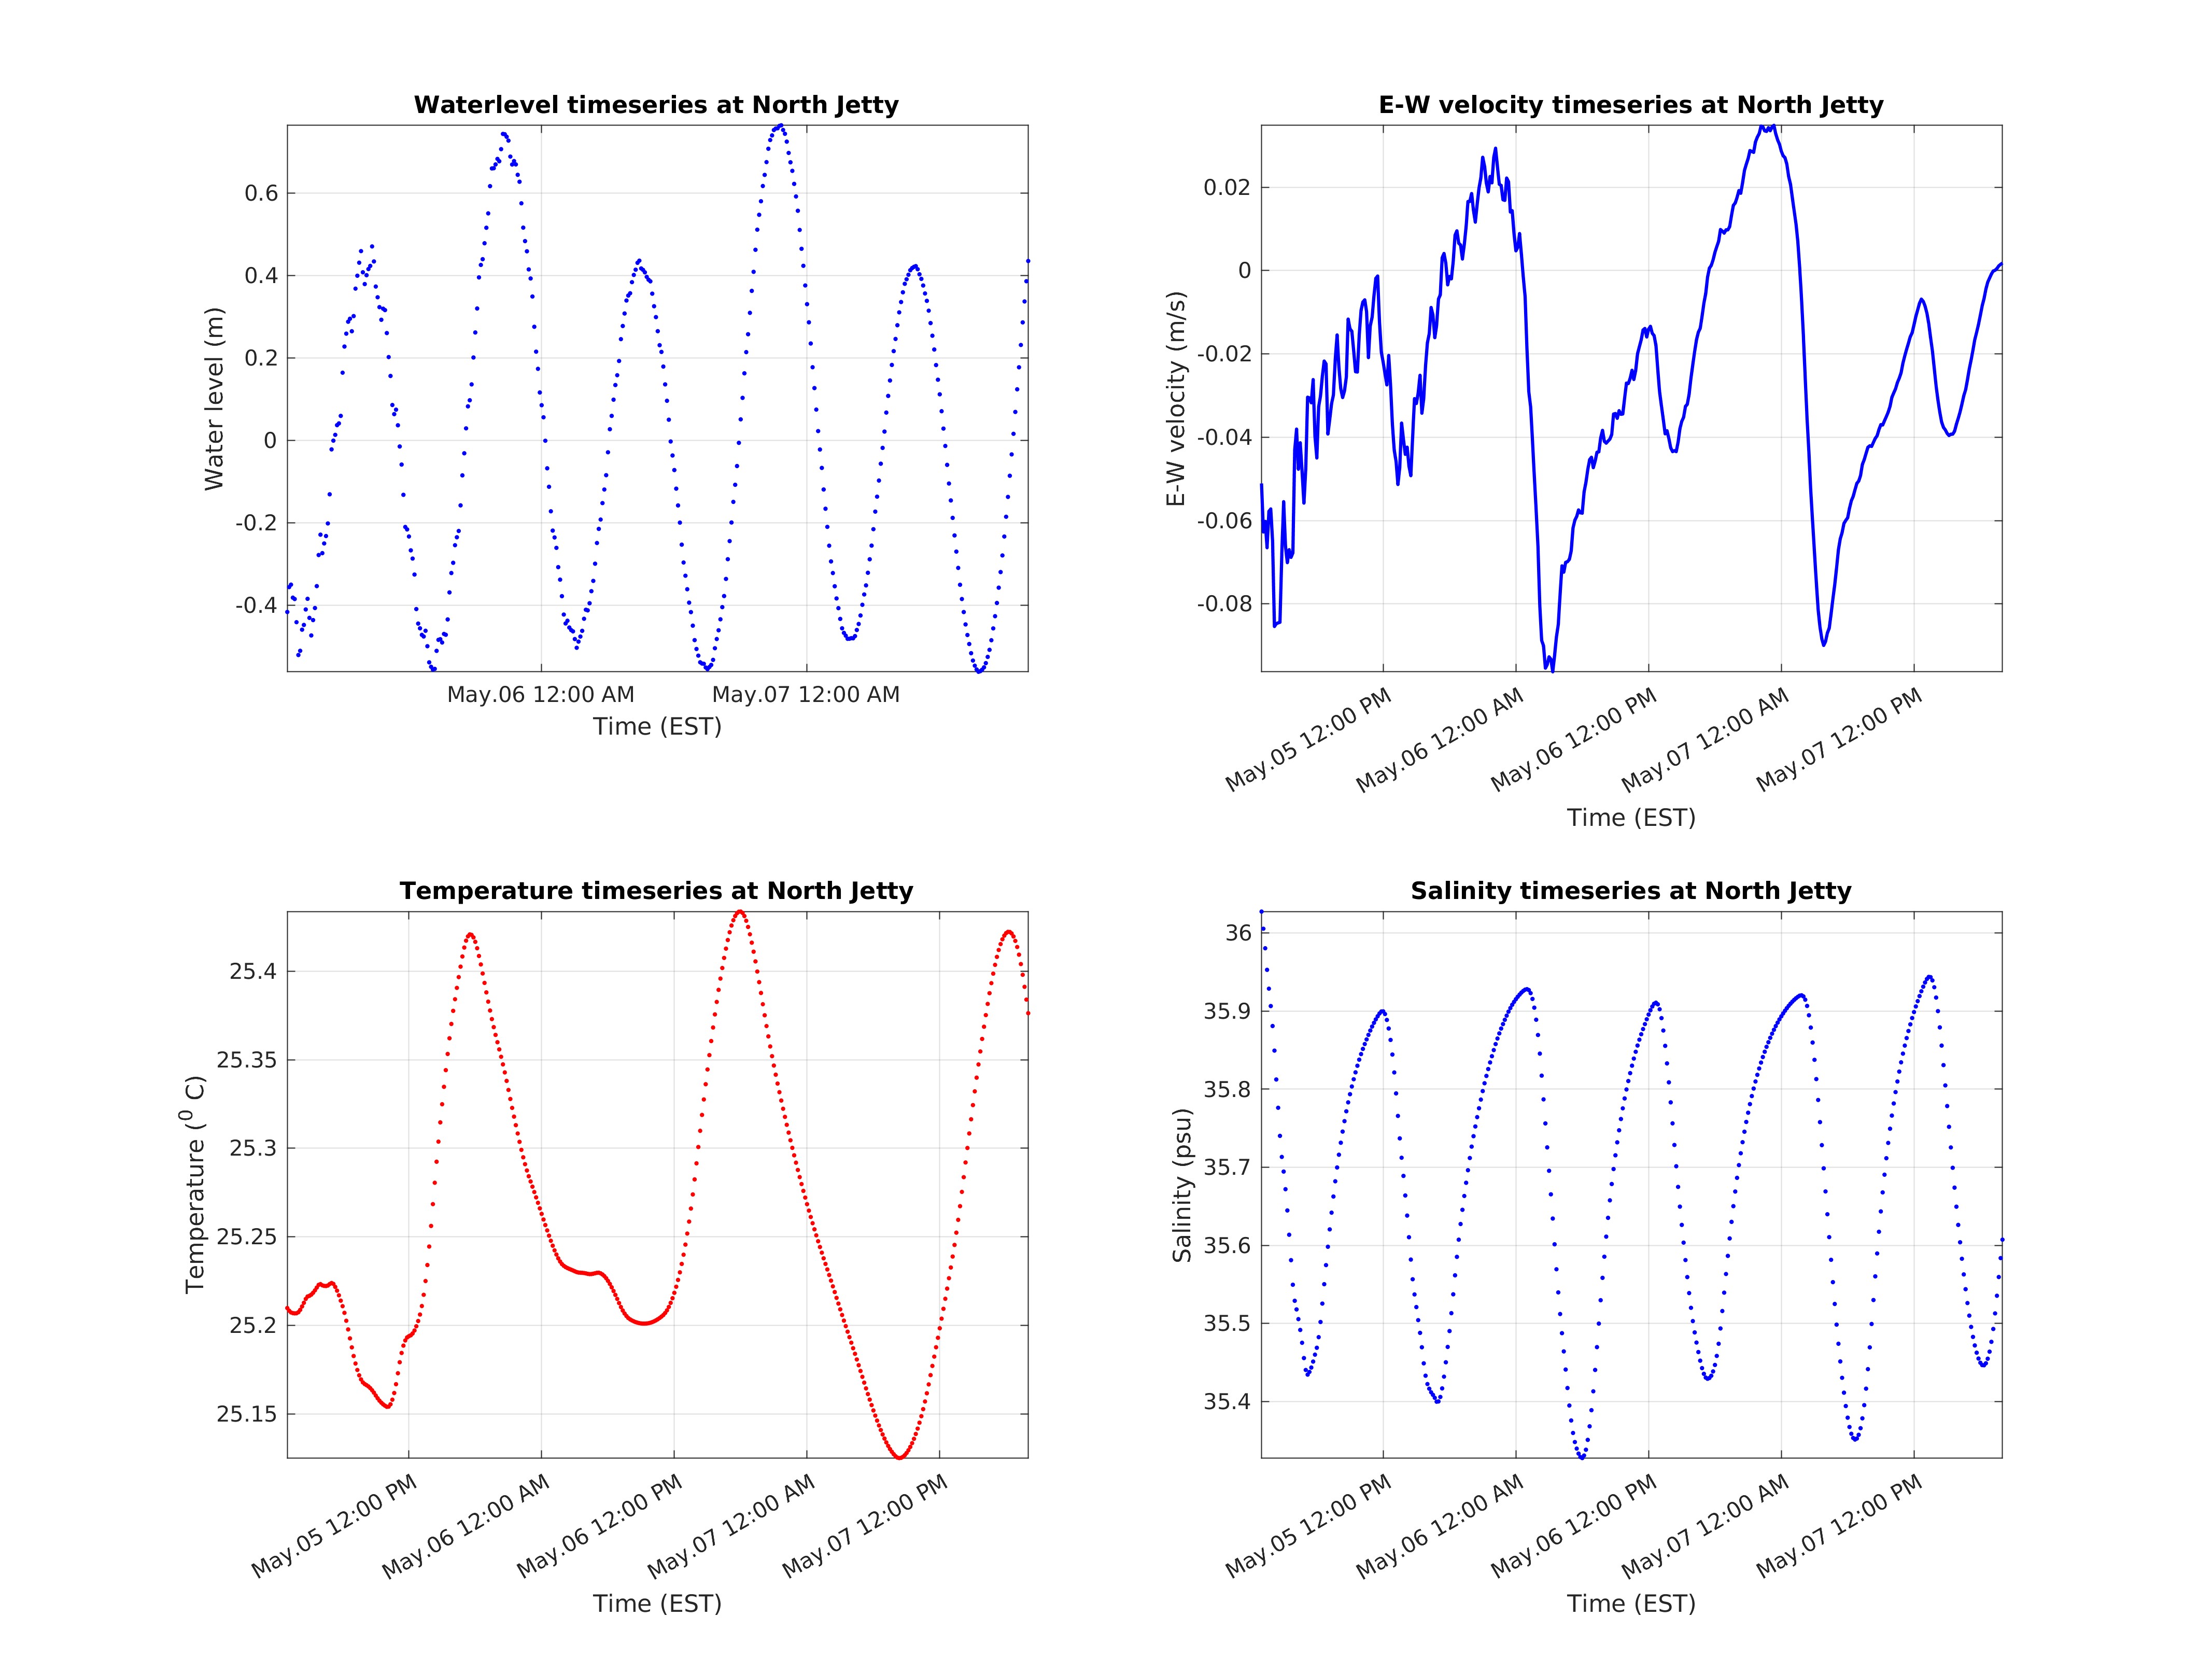 Waterlevel timeseries at North Jetty
0.6
0.4
0.2
0
-0.2
-0.4
Water level (m)
May.06 12:00 AM
May.07 12:00 AM
Time (EST)
E-W velocity timeseries at North Jetty
0.02
0
-0.02
-0.04
-0.06
-0.08
E-W velocity (m/s)
May.05 12:00 PM
May.06 12:00 AM
May.06 12:00 PM
May.07 12:00 AM
May.07 12:00 PM
Time (EST)
Temperature timeseries at North Jetty
25.4
25.35
25.3
25.25
25.2
25.15
Temperature (⁰ C)
May.05 12:00 PM
May.06 12:00 AM
May.06 12:00 PM
May.07 12:00 AM
May.07 12:00 PM
Time (EST)
Salinity timeseries at North Jetty
36
35.9
35.8
35.7
35.6
35.5
35.4
Salinity (psu)
May.05 12:00 PM
May.06 12:00 AM
May.06 12:00 PM
May.07 12:00 AM
May.07 12:00 PM
Time (EST)